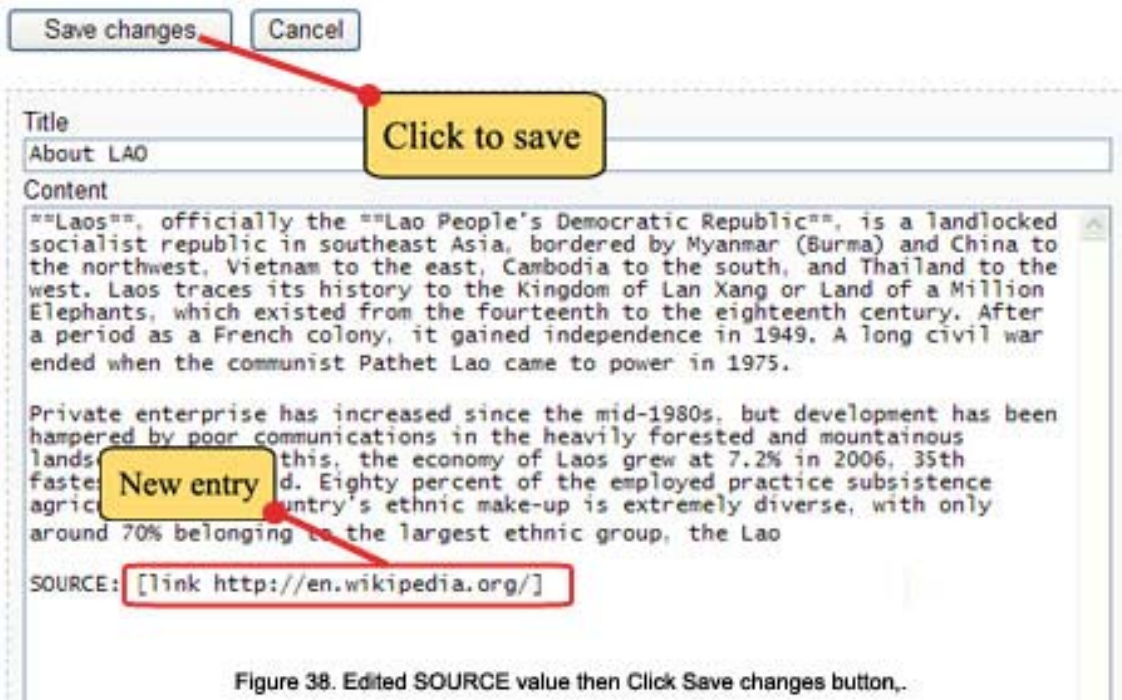 Save changes Cancel
Click to save
Title
About LAO
Content
""Laos"", officially the ""Lao People's Democratic Republic"", is a landlocked
socialist republic in southeast Asia, bordered by Myanmar (Burma) and China to
the northwest, Vietnam to the east, Cambodia to the south, and Thailand to the
west. Laos traces its history to the Kingdom of Lan Xang or Land of a Million
Elephants, which existed from the fourteenth to the eighteenth century. After
a period as a French colony, it gained independence in 1949. A long civil war
ended when the communist Pathet Lao came to power in 1975.
Private enterprise has increased since the mid-1980s, but development has been
hampered by poor communications in the heavily forested and mountainous
this, the economy of Laos grew at 7.2% in 2006, 35th
New entry
Eighty percent of the employed practice subsistence
ethnic make-up is extremely diverse, with only
around 70% belonging to the largest ethnic group, the Lao
SOURCE: [link http://en.wikipedia.org/]
Figure 38. Edited SOURCE value then Click Save changes button,.